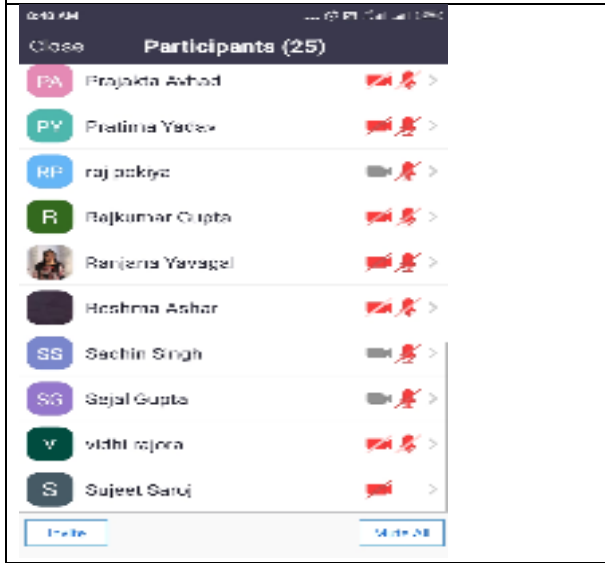 Close Participants (25)
PA Prajakta Avhad
PY Pratima Yadav
RP raj pokiya
R Rajkumar Gupta
Ranjana Yavagal
Reshma Ashar
SS Sachin Singh
SG Sejal Gupta
V vidhi rajora
S Sujeet Saroj
Invite Mute All